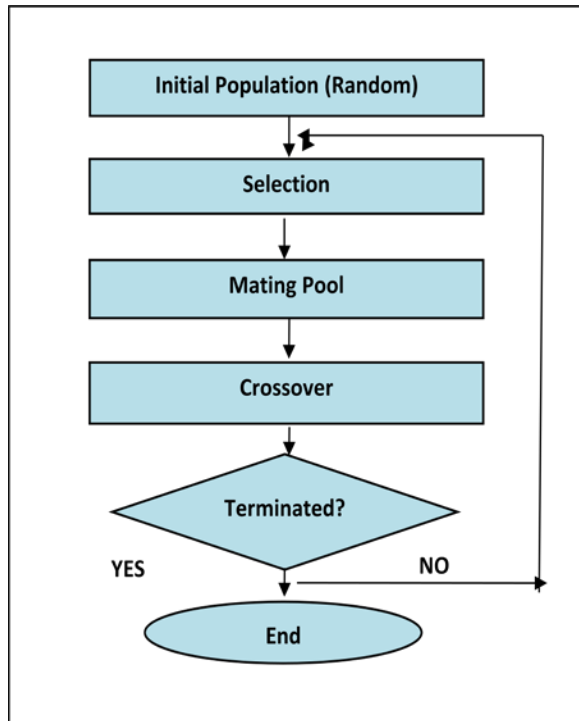 Initial Population (Random)
Selection
Mating Pool
Crossover
Terminated?
YES
NO
End